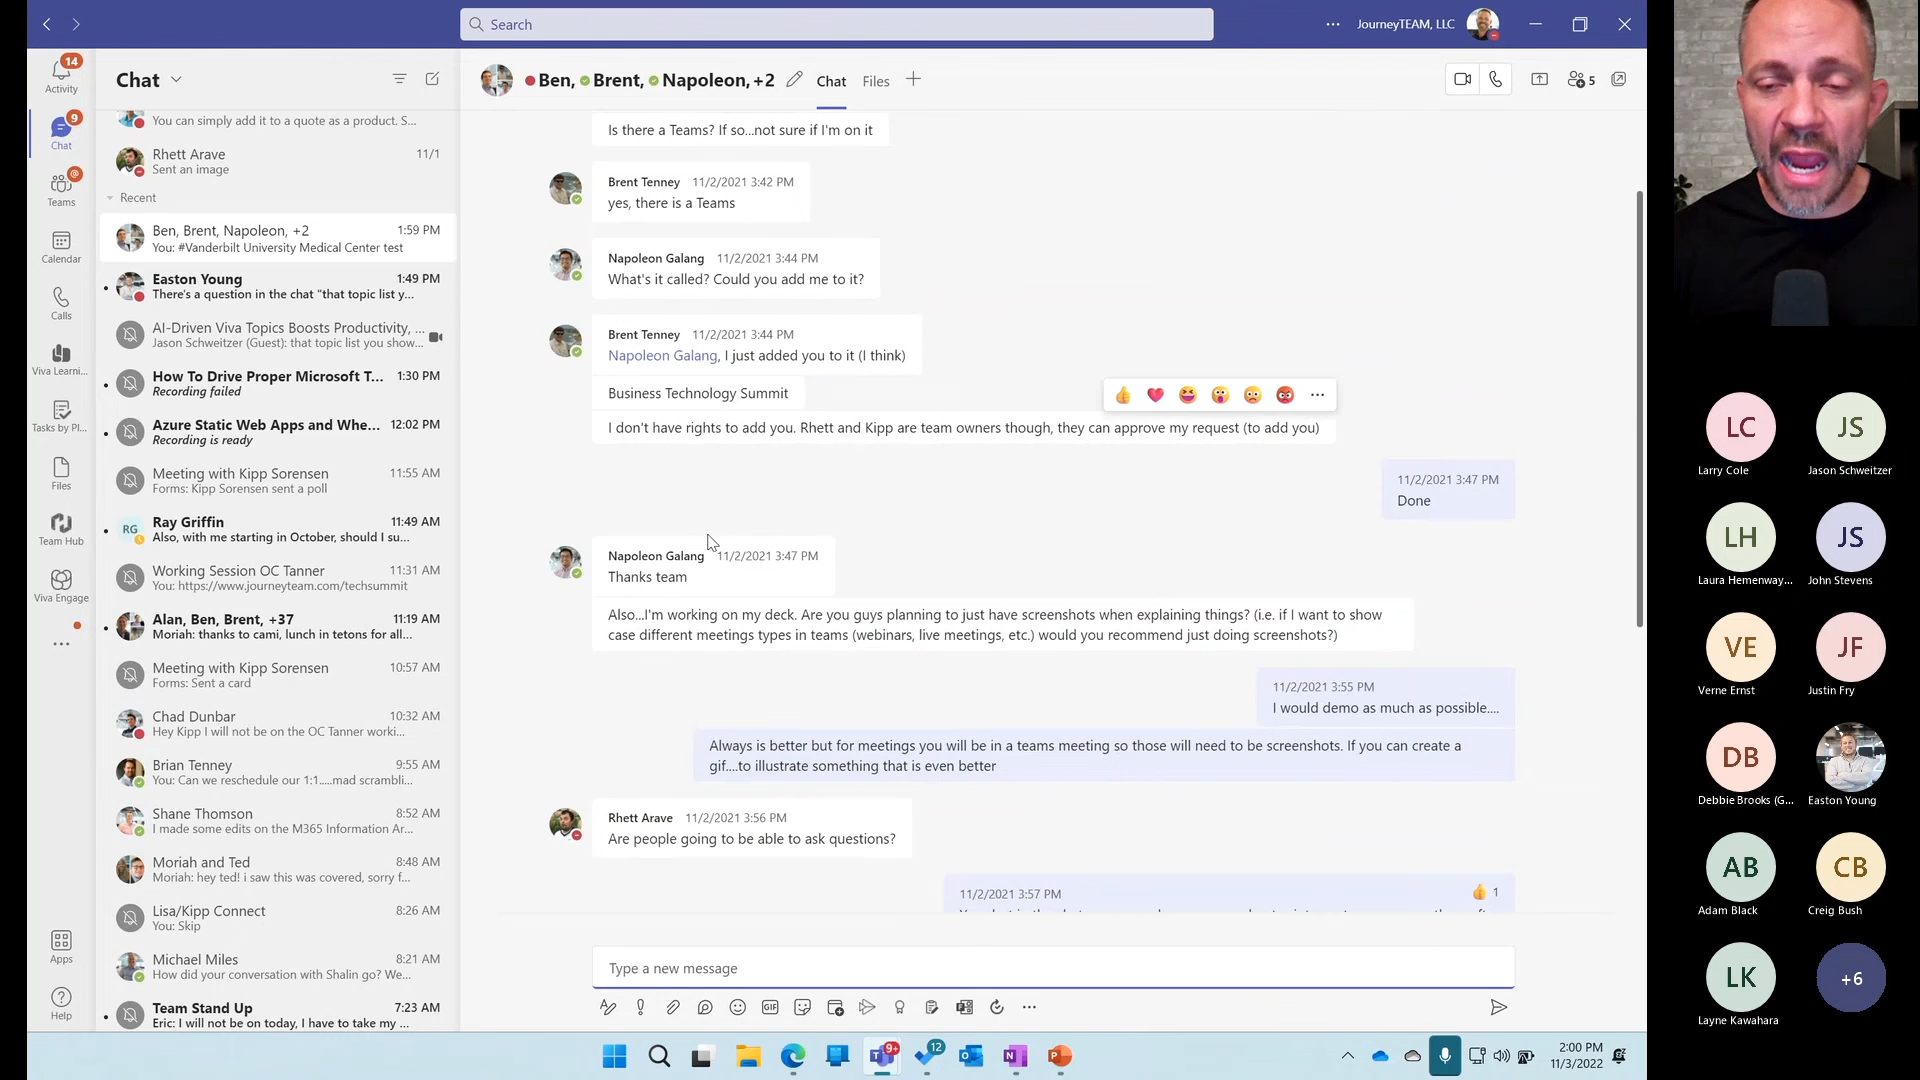 Search
JourneyTEAM, LLC
14
Activity
9
Chat
@
Teams
Calendar
Calls
Viva Learni...
Tasks by Pl...
Files
Team Hub
Viva Engage
Apps
Help
Chat
You can simply add it to a quote as a product. S...
Rhett Arave 11/1
Sent an image
Recent
Ben, Brent, Napoleon, +2 1:59 PM
You: #Vanderbilt University Medical Center test
Easton Young 1:49 PM
There's a question in the chat "that topic list y...
AI-Driven Viva Topics Boosts Productivity, ...
Jason Schweitzer (Guest): that topic list you show...
How To Drive Proper Microsoft T... 1:30 PM
Recording failed
Azure Static Web Apps and Whe... 12:02 PM
Recording is ready
Meeting with Kipp Sorensen 11:55 AM
Forms: Kipp Sorensen sent a poll
RG
Ray Griffin 11:49 AM
Also, with me starting in October, should I su...
Working Session OC Tanner 11:31 AM
You: https://www.journeyteam.com/techsummit
Alan, Ben, Brent, +37 11:19 AM
Moriah: thanks to cami, lunch in tetons for all...
Meeting with Kipp Sorensen 10:57 AM
Forms: Sent a card
Chad Dunbar 10:32 AM
Hey Kipp I will not be on the OC Tanner worki...
Brian Tenney 9:55 AM
You: Can we reschedule our 1:1.....mad scrambli...
Shane Thomson 8:52 AM
I made some edits on the M365 Information Ar...
Moriah and Ted 8:48 AM
Moriah: hey ted! i saw this was covered, sorry f...
Lisa/Kipp Connect 8:26 AM
You: Skip
Michael Miles 8:21 AM
How did your conversation with Shalin go? We...
Team Stand Up 7:23 AM
Eric: I will not be on today, I have to take my ...
Ben, Brent, Napoleon, +2
Chat Files
5
Is there a Teams? If so...not sure if I'm on it
Brent Tenney 11/2/2021 3:42 PM
yes, there is a Teams
Napoleon Galang 11/2/2021 3:44 PM
What's it called? Could you add me to it?
Brent Tenney 11/2/2021 3:44 PM
Napoleon Galang, I just added you to it (I think)
Business Technology Summit
I don't have rights to add you. Rhett and Kipp are team owners though, they can approve my request (to add you)
11/2/2021 3:47 PM
Done
Napoleon Galang 11/2/2021 3:47 PM
Thanks team
Also...I'm working on my deck. Are you guys planning to just have screenshots when explaining things? (i.e. if I want to show
case different meetings types in teams (webinars, live meetings, etc.) would you recommend just doing screenshots?)
11/2/2021 3:55 PM
I would demo as much as possible....
Always is better but for meetings you will be in a teams meeting so those will need to be screenshots. If you can create a
gif....to illustrate something that is even better
Rhett Arave 11/2/2021 3:56 PM
Are people going to be able to ask questions?
11/2/2021 3:57 PM 1
Type a new message
GIF
9+
12
2:00 PM
11/3/2022
LC
Larry Cole
JS
Jason Schweitzer
LH
Laura Hemenway...
JS
John Stevens
VE
Verne Ernst
JF
Justin Fry
DB
Debbie Brooks (G...
Easton Young
AB
Adam Black
CB
Creig Bush
LK
Layne Kawahara
+6